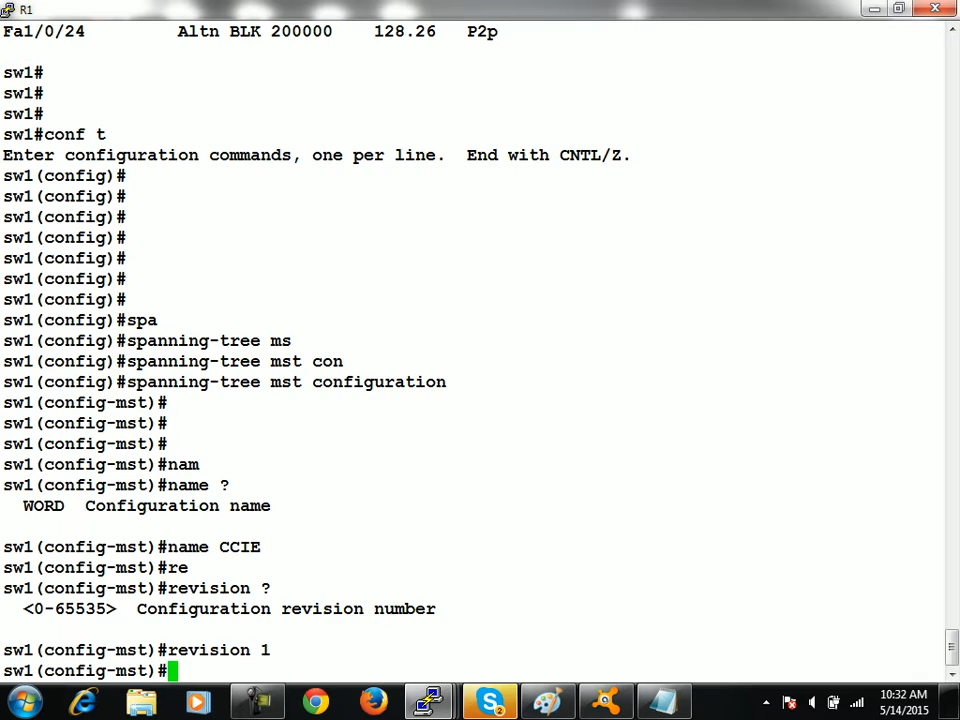 R1
Fa1/0/24            Altn BLK 200000    128.26   P2p
sw1#
sw1#
sw1#
sw1#conf t
Enter configuration commands, one per line.  End with CNTL/Z.
sw1(config)#
sw1(config)#
sw1(config)#
sw1(config)#
sw1(config)#
sw1(config)#
sw1(config)#
sw1(config)#spa
sw1(config)#spanning-tree ms
sw1(config)#spanning-tree mst con
sw1(config)#spanning-tree mst configuration
sw1(config-mst)#
sw1(config-mst)#
sw1(config-mst)#
sw1(config-mst)#nam
sw1(config-mst)#name ?
  WORD  Configuration name
sw1(config-mst)#name CCIE
sw1(config-mst)#re
sw1(config-mst)#revision ?
  <0-65535>  Configuration revision number
sw1(config-mst)#revision 1
sw1(config-mst)#
2
10:32 AM
5/14/2015